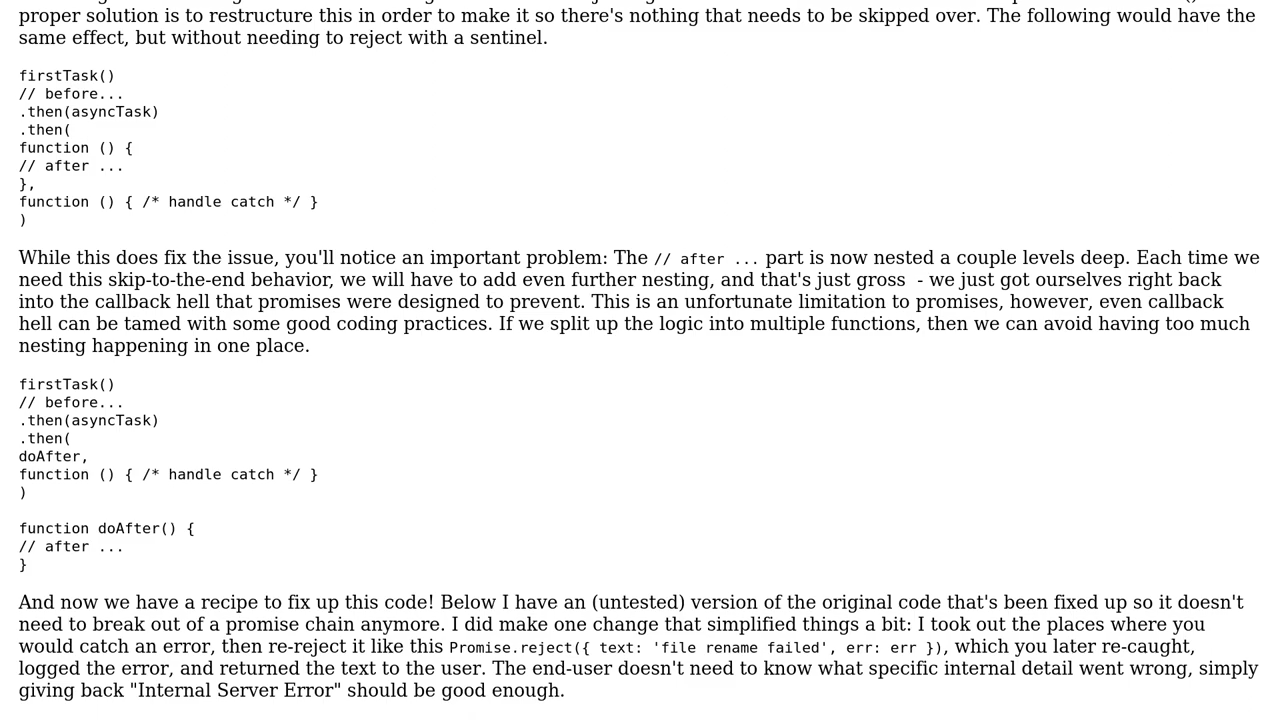 proper solution is to restructure this in order to make it so there's nothing that needs to be skipped over. The following would have the
same effect, but without needing to reject with a sentinel.
firstTask()
// before...
.then(asyncTask)
.then(
function () {
// after ...
},
function () { /* handle catch */ }
)
While this does fix the issue, you'll notice an important problem: The // after ... part is now nested a couple levels deep. Each time we
need this skip-to-the-end behavior, we will have to add even further nesting, and that's just gross  - we just got ourselves right back
into the callback hell that promises were designed to prevent. This is an unfortunate limitation to promises, however, even callback
hell can be tamed with some good coding practices. If we split up the logic into multiple functions, then we can avoid having too much
nesting happening in one place.
firstTask()
// before...
.then(asyncTask)
.then(
doAfter,
function () { /* handle catch */ }
)
function doAfter() {
// after ...
}
And now we have a recipe to fix up this code! Below I have an (untested) version of the original code that's been fixed up so it doesn't
need to break out of a promise chain anymore. I did make one change that simplified things a bit: I took out the places where you
would catch an error, then re-reject it like this Promise.reject({ text: 'file rename failed', err: err }), which you later re-caught,
logged the error, and returned the text to the user. The end-user doesn't need to know what specific internal detail went wrong, simply
giving back "Internal Server Error" should be good enough.